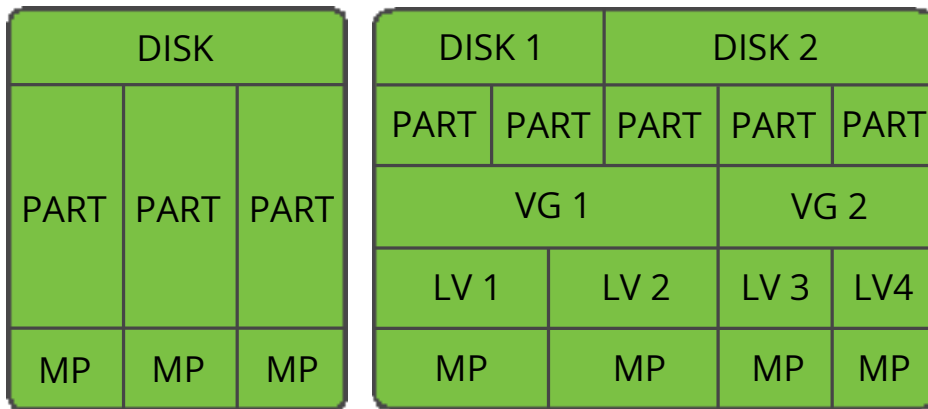 DISK
PART PART PART
MP MP MP
DISK 1 DISK 2
PART PART PART PART PART
VG 1 VG 2
LV 1 LV 2 LV 3 LV4
MP MP MP MP